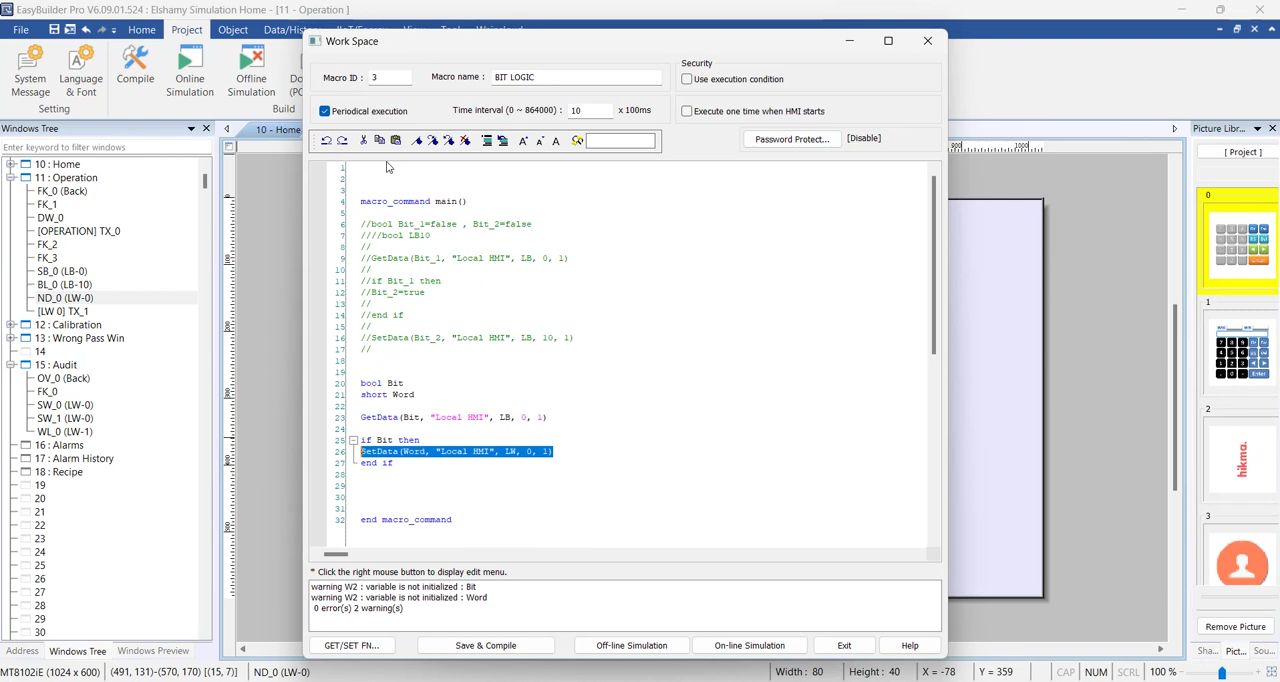 EasyBuilder Pro V6.09.01.524 : Elshamy Simulation Home - [11 - Operation ]
File Home Project Object Data/Hist
System Message
Language & Font
Compile
Online Simulation
Offline Simulation
Setting
Build
Windows Tree
Enter keyword to filter windows
10 : Home
11 : Operation
FK_0 (Back)
FK_1
DW_0
[OPERATION] TX_0
FK_2
FK_3
SB_0 (LB-0)
BL_0 (LB-10)
ND_0 (LW-0)
[LW 0] TX_1
12 : Calibration
13 : Wrong Pass Win
14
15 : Audit
OV_0 (Back)
FK_0
SW_0 (LW-0)
SW_1 (LW-0)
WL_0 (LW-1)
16 : Alarms
17 : Alarm History
18 : Recipe
19
20
21
22
23
24
25
26
27
28
29
30
Address Windows Tree Windows Preview
10 - Home
Work Space
Macro ID : 3 Macro name : BIT LOGIC
Security
Use execution condition
Periodical execution Time interval (0 ~ 864000) : 10 x 100ms
Execute one time when HMI starts
Password Protect... [Disable]
1
2
3
4 macro_command main()
5
6 //bool Bit_1=false , Bit_2=false
7 ////bool LB10
8 //
9 //GetData(Bit_1, "Local HMI", LB, 0, 1)
10 //
11 //if Bit_1 then
12 //Bit_2=true
13 //
14 //end if
15 //
16 //SetData(Bit_2, "Local HMI", LB, 10, 1)
17 //
18
19
20 bool Bit
21 short Word
22
23 GetData(Bit, "Local HMI", LB, 0, 1)
24
25 if Bit then
26 SetData(Word, "Local HMI", LW, 0, 1)
27 end if
28
29
30
31
32 end macro_command
* Click the right mouse button to display edit menu.
warning W2 : variable is not initialized : Bit
warning W2 : variable is not initialized : Word
0 error(s) 2 warning(s)
GET/SET FN... Save & Compile Off-line Simulation On-line Simulation Exit Help
900 1000
Picture Libr...
[ Project ]
0
1
2
hikma.
3
Remove Picture
Sha... Pict... Sou...
MT8102iE (1024 x 600) (491, 131)-(570, 170) [(15, 7)] ND_0 (LW-0) Width : 80 Height : 40 X = -78 Y = 359 CAP NUM SCRL 100 %